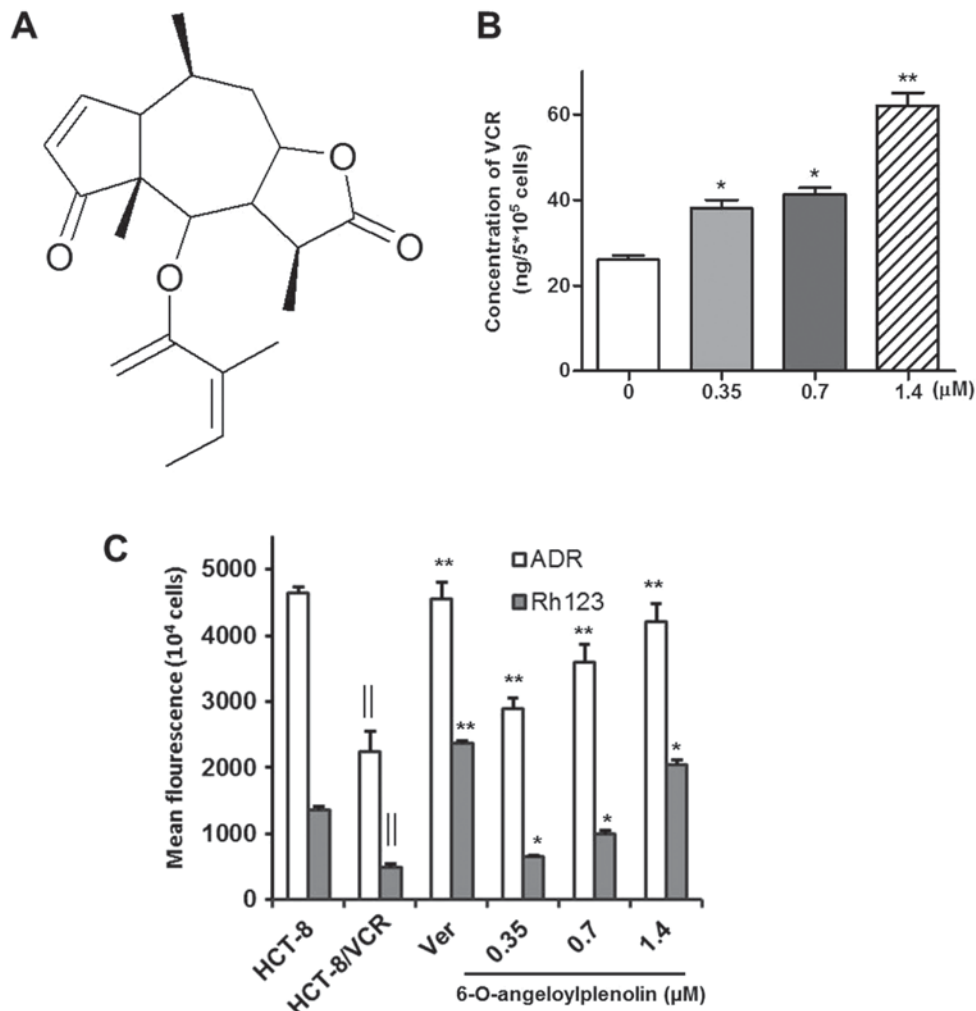 A
O
O
O
O
B
Concentration of VCR
(ng/5*10⁵ cells)
60
40
20
0
*
*
**
0 0.35 0.7 1.4 (μM)
C
Mean flourescence (10⁴ cells)
5000
4000
3000
2000
1000
0
ADR
Rh123
||
||
**
**
**
*
**
*
**
*
HCT-8
HCT-8/VCR
Ver
0.35
0.7
1.4
6-O-angeloylplenolin (μM)